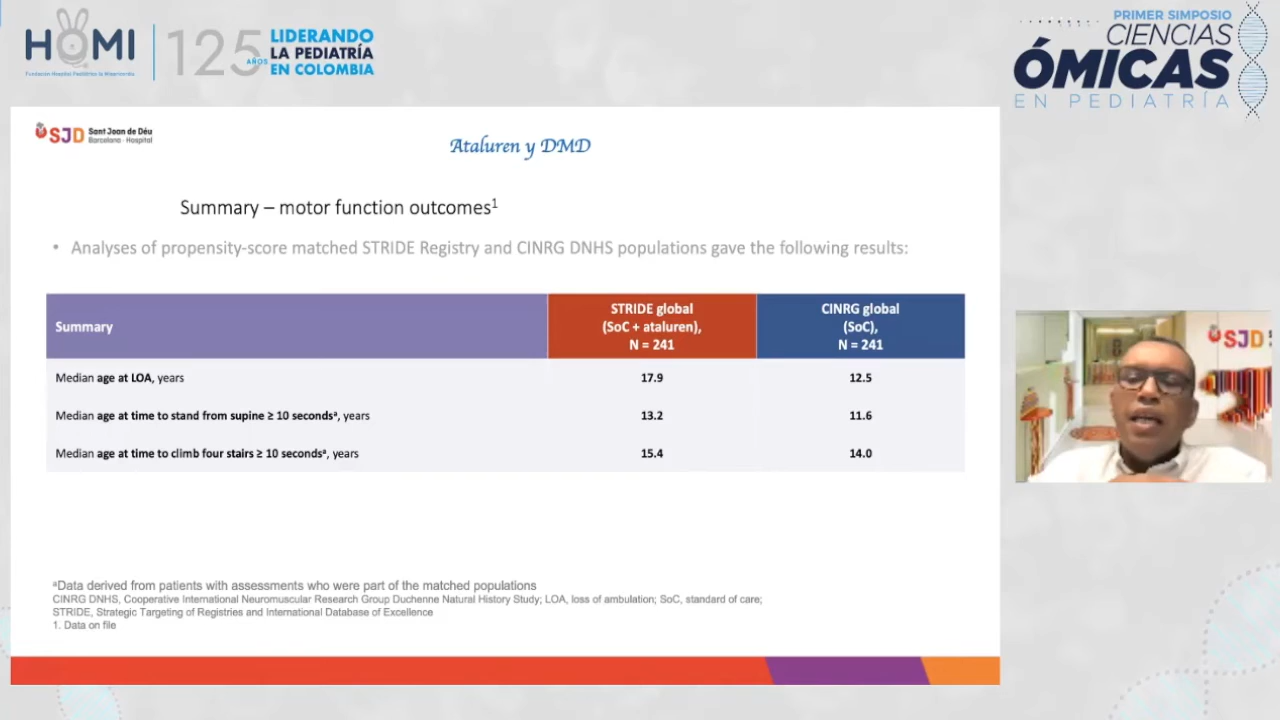 HOMI
Fundación Hospital Pediátrico la Misericordia
125
AÑOS
LIDERANDO
LA PEDIATRÍA
EN COLOMBIA
PRIMER SIMPOSIO
CIENCIAS
ÓMICAS
EN PEDIATRÍA
SJD Sant Joan de Déu
Barcelona · Hospital
Ataluren y DMD
Summary – motor function outcomes¹
• Analyses of propensity-score matched STRIDE Registry and CINRG DNHS populations gave the following results:
Summary
STRIDE global
(SoC + ataluren),
N = 241
CINRG global
(SoC),
N = 241
Median age at LOA, years 17.9 12.5
Median age at time to stand from supine ≥ 10 secondsᵃ, years 13.2 11.6
Median age at time to climb four stairs ≥ 10 secondsᵃ, years 15.4 14.0
ᵃData derived from patients with assessments who were part of the matched populations
CINRG DNHS, Cooperative International Neuromuscular Research Group Duchenne Natural History Study; LOA, loss of ambulation; SoC, standard of care;
STRIDE, Strategic Targeting of Registries and International Database of Excellence
1. Data on file
SJD